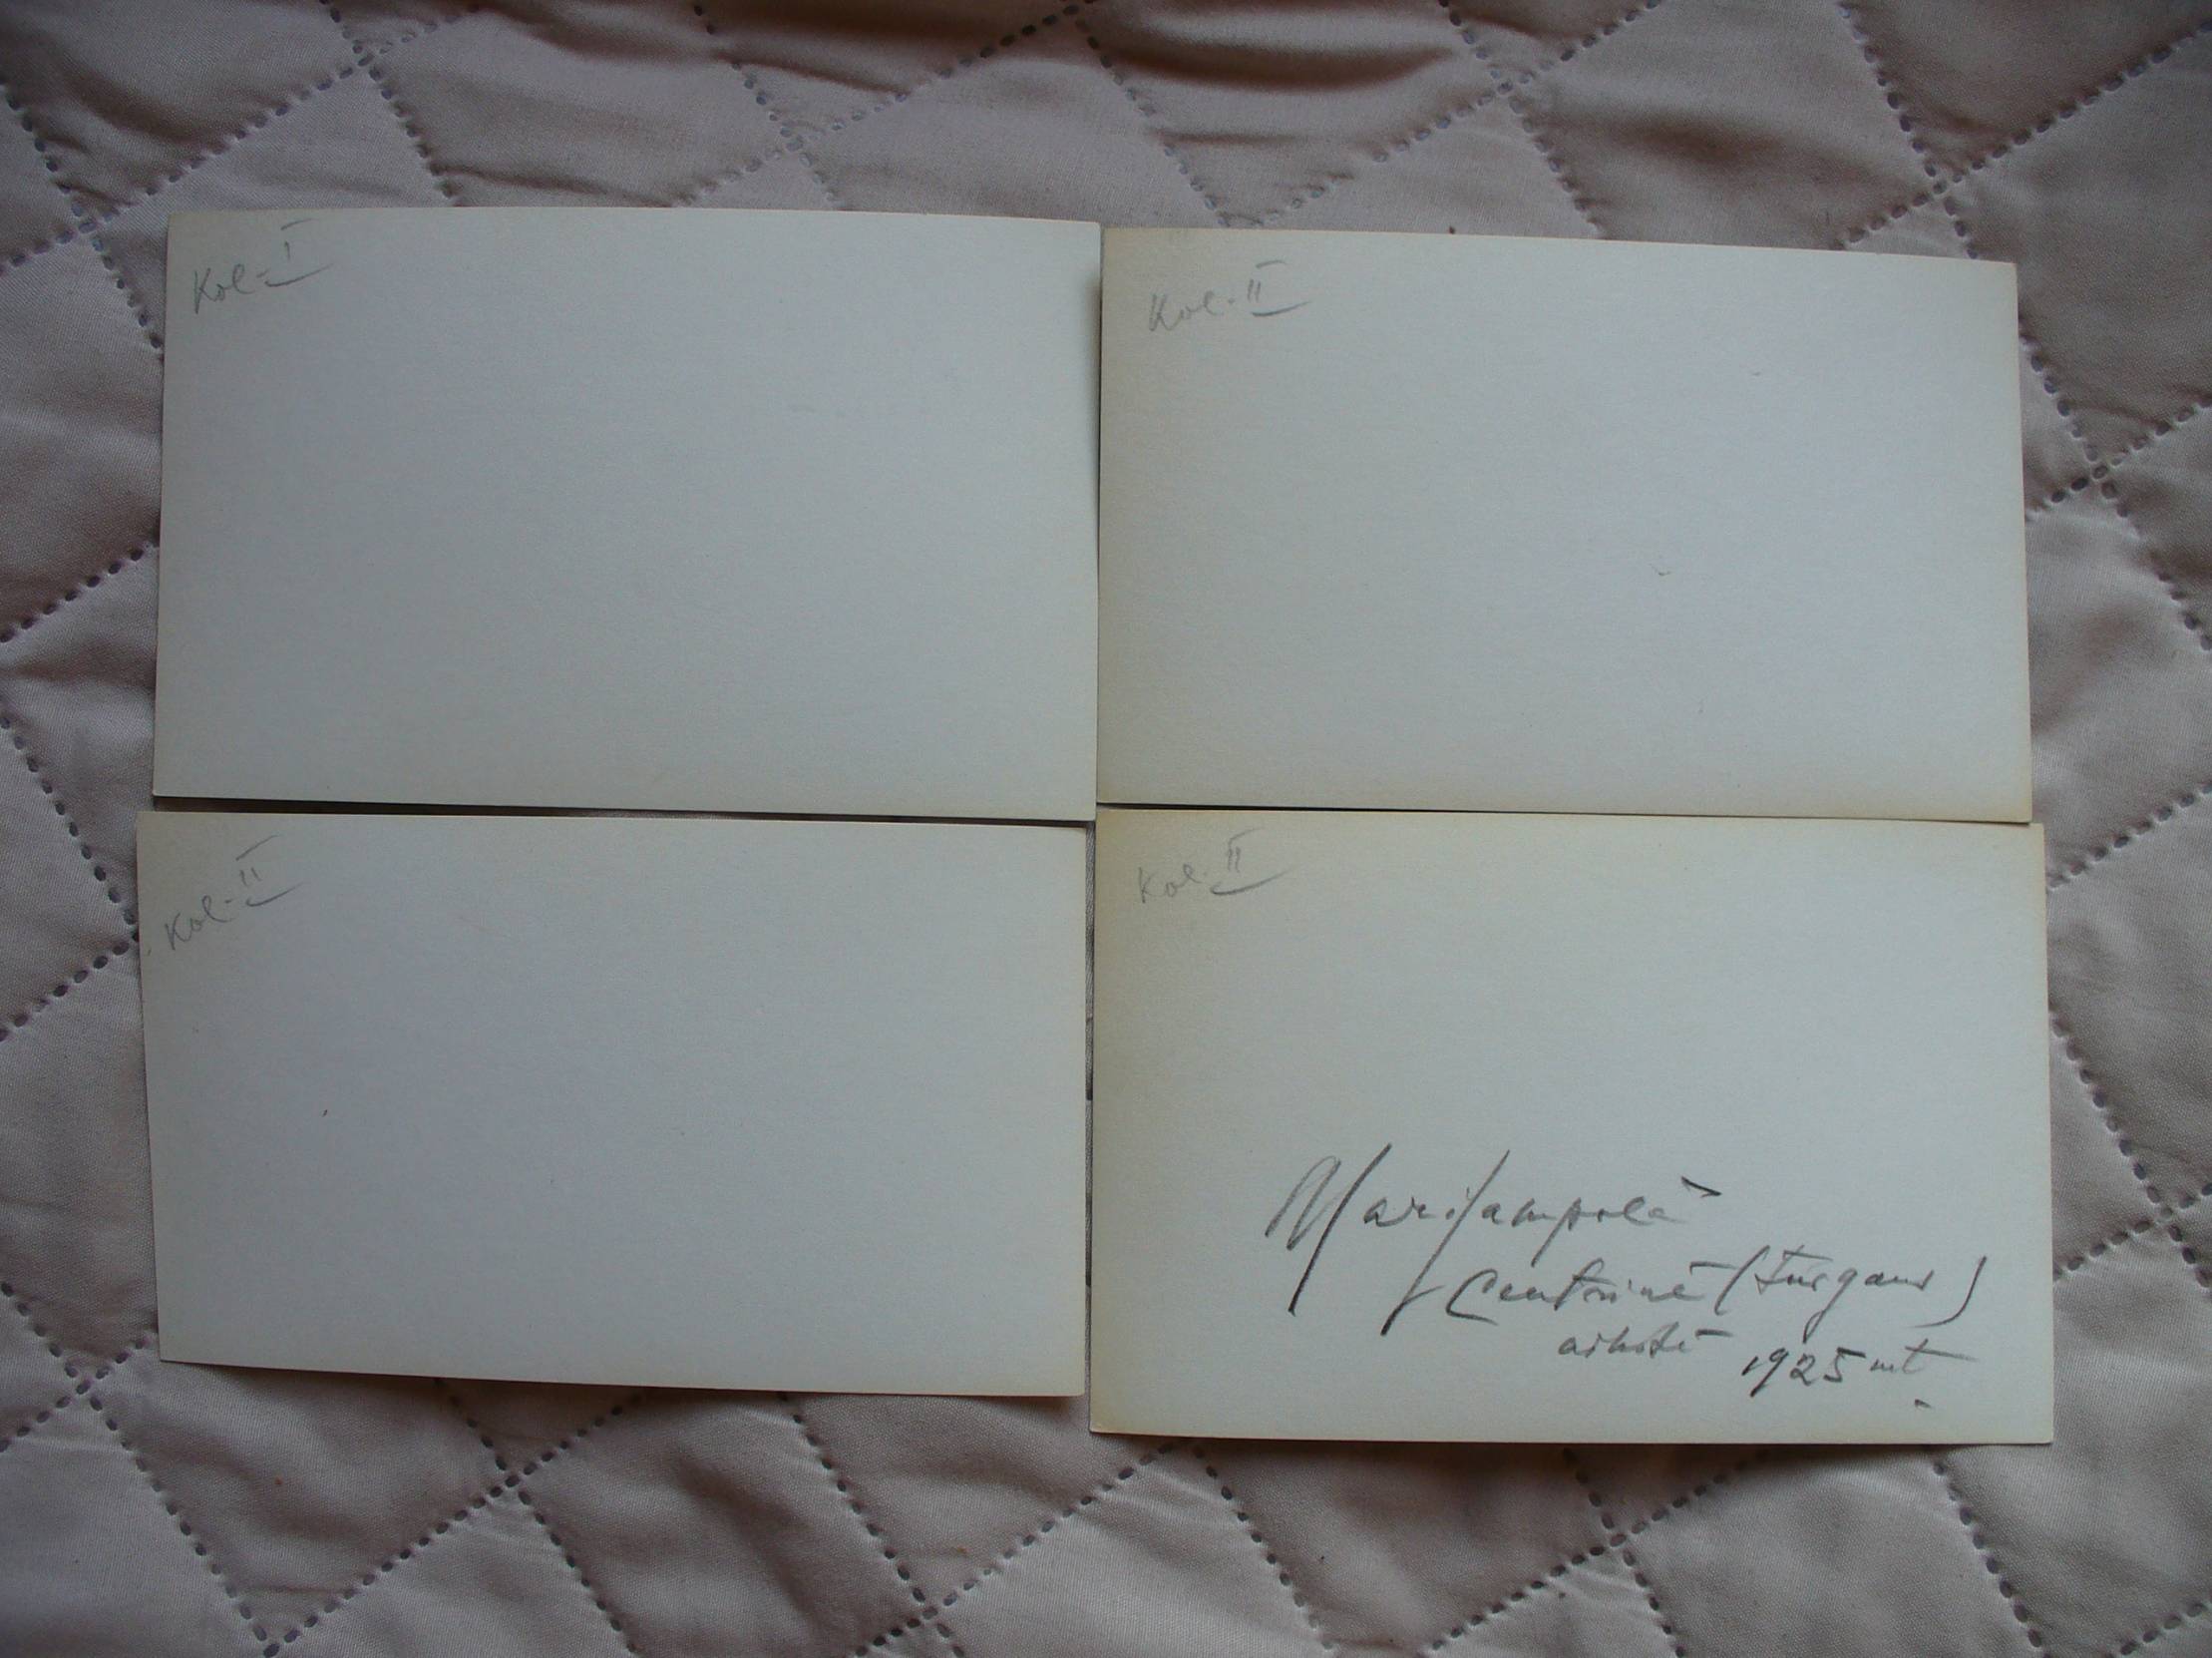 Kol-I
Kol-II
Kol-II
Kol-II
Marijampolė
Centrinė (turgaus)
aikštė 1925 mt